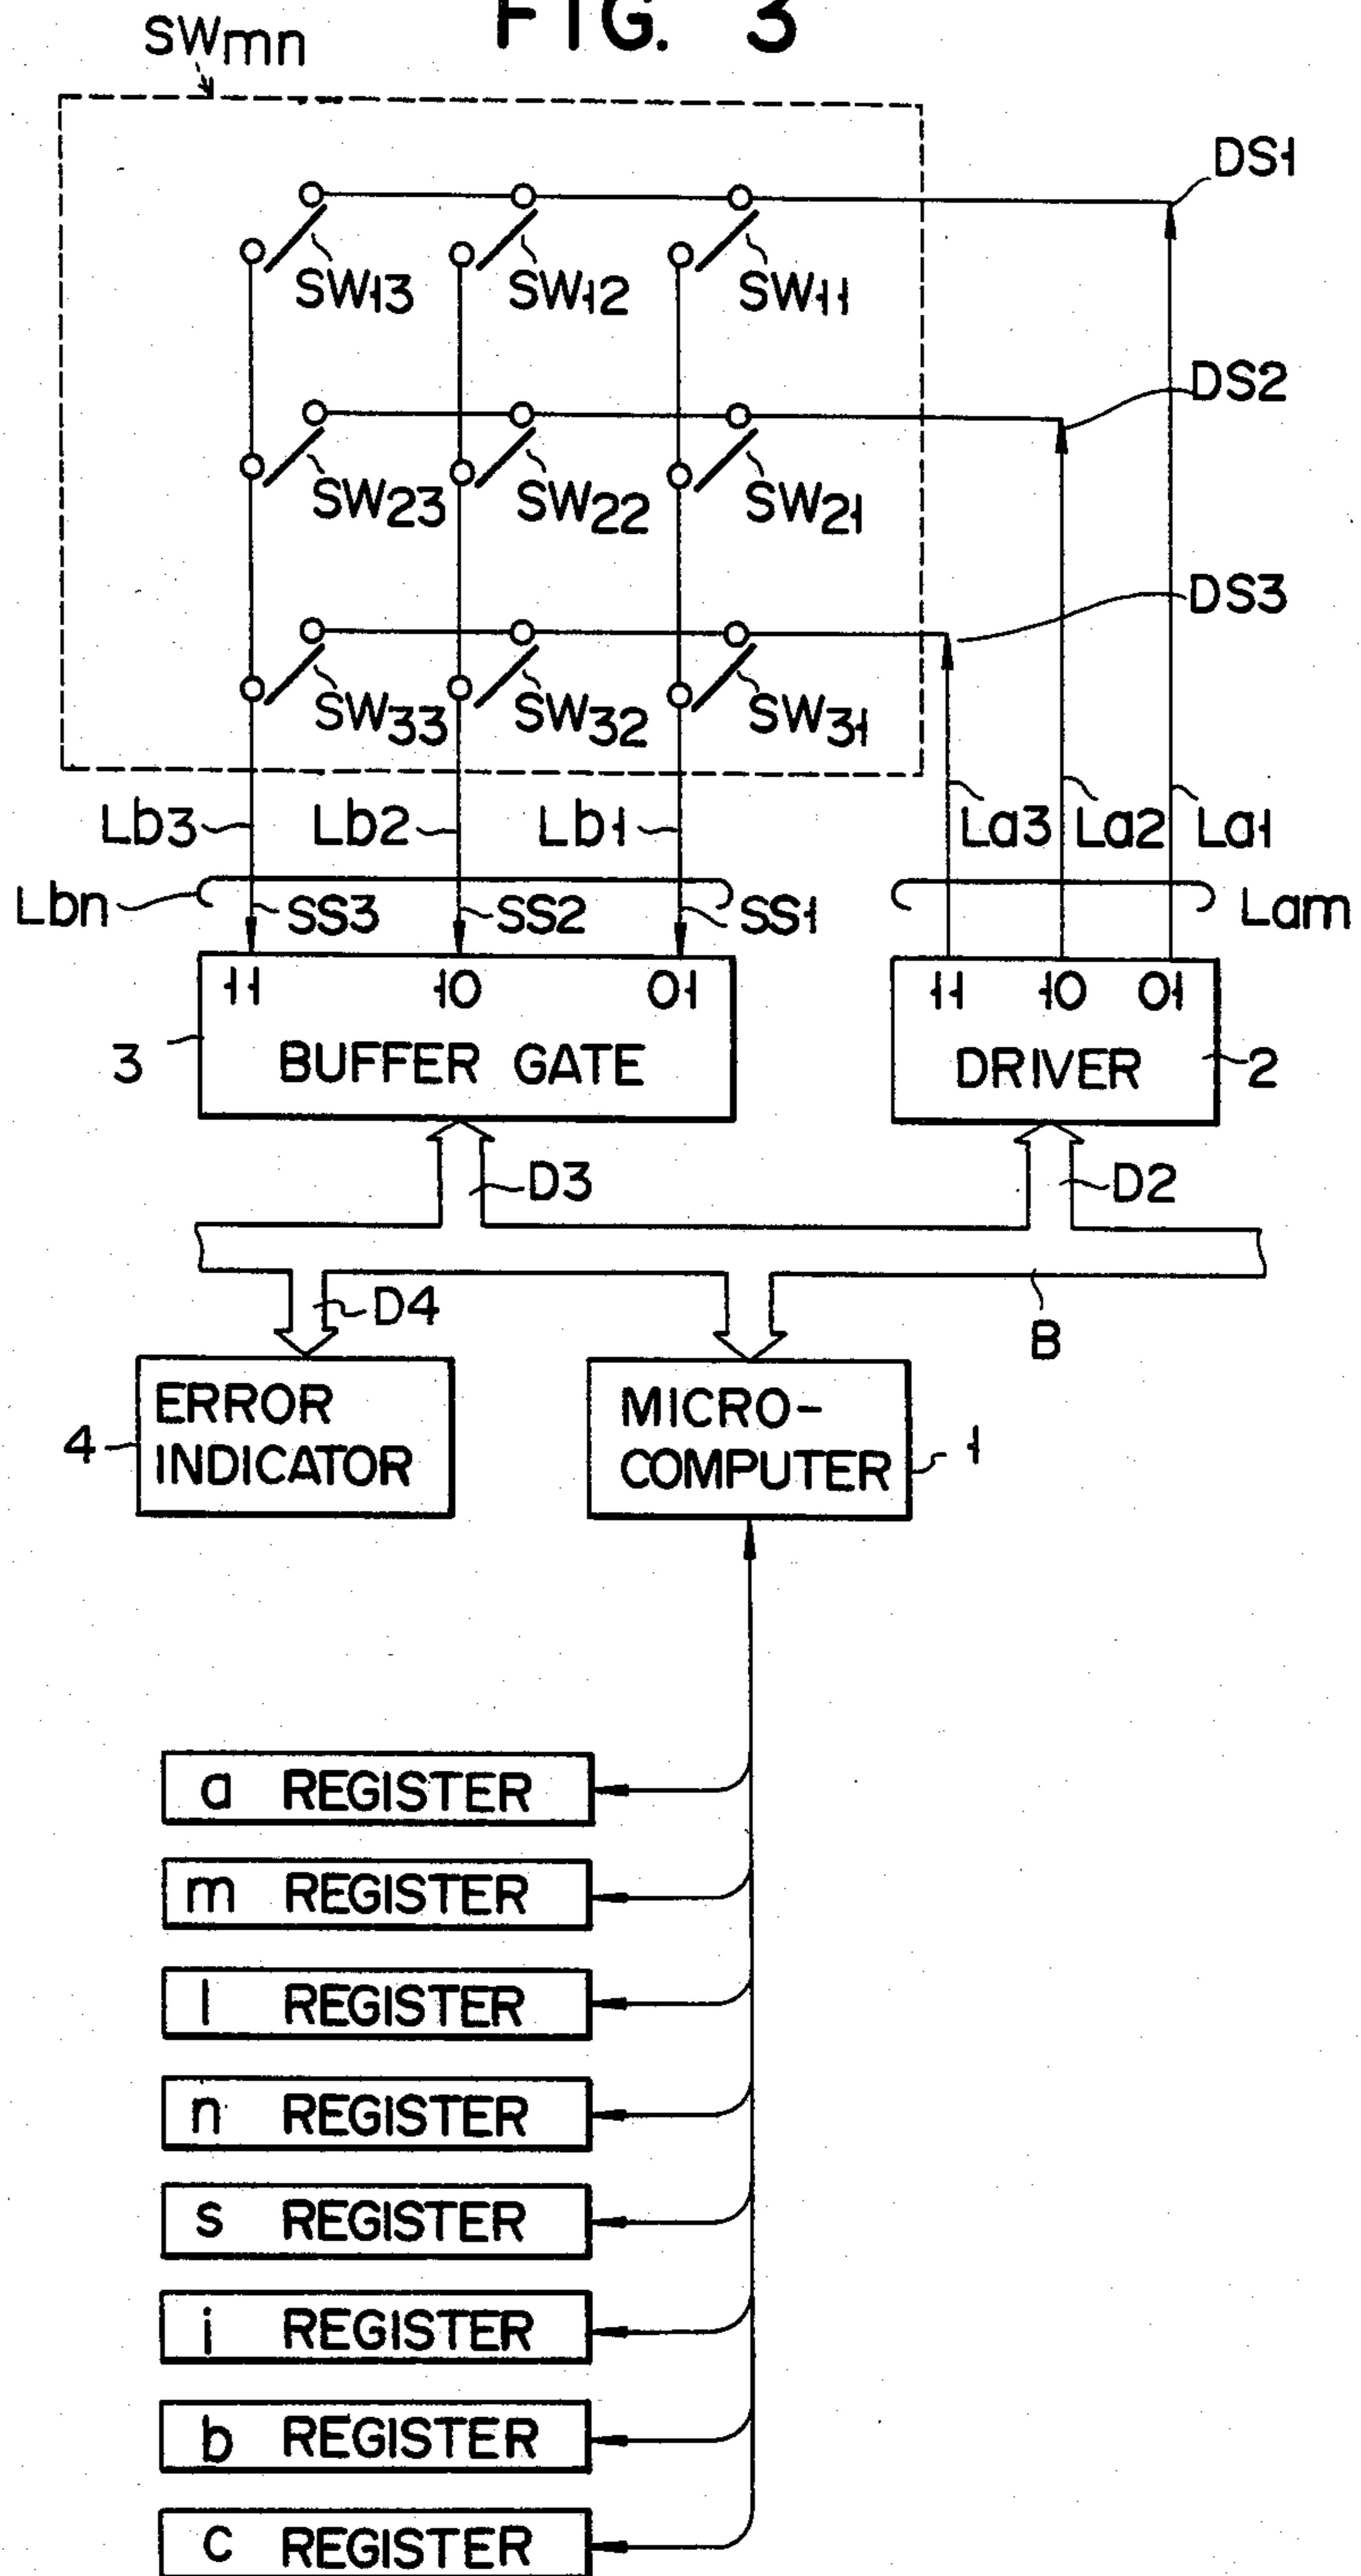 FIG. 3
SWmn
DS1
SW13 SW12 SW11
DS2
SW23 SW22 SW21
DS3
SW33 SW32 SW31
Lb3 Lb2 Lb1 La3 La2 La1
Lbn SS3 SS2 SS1 Lam
11 10 01 11 10 01
3 BUFFER GATE DRIVER 2
D3 D2
D4
B
ERROR MICRO-
4 INDICATOR COMPUTER 1
a REGISTER
m REGISTER
l REGISTER
n REGISTER
s REGISTER
i REGISTER
b REGISTER
c REGISTER